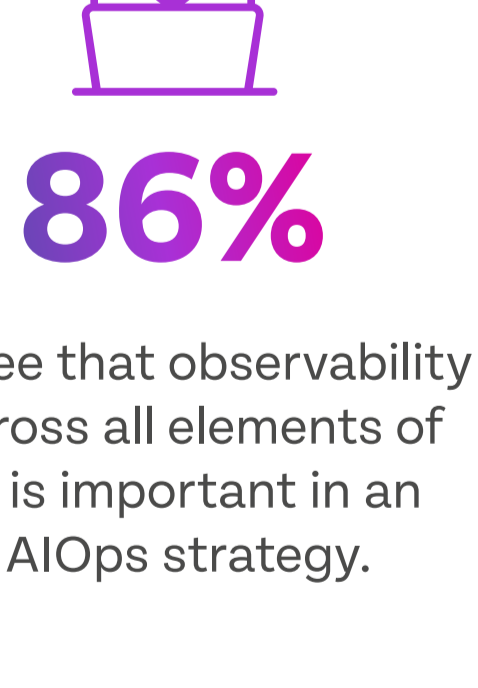 86%
ee that observability
ross all elements of
is important in an
AIOps strategy.